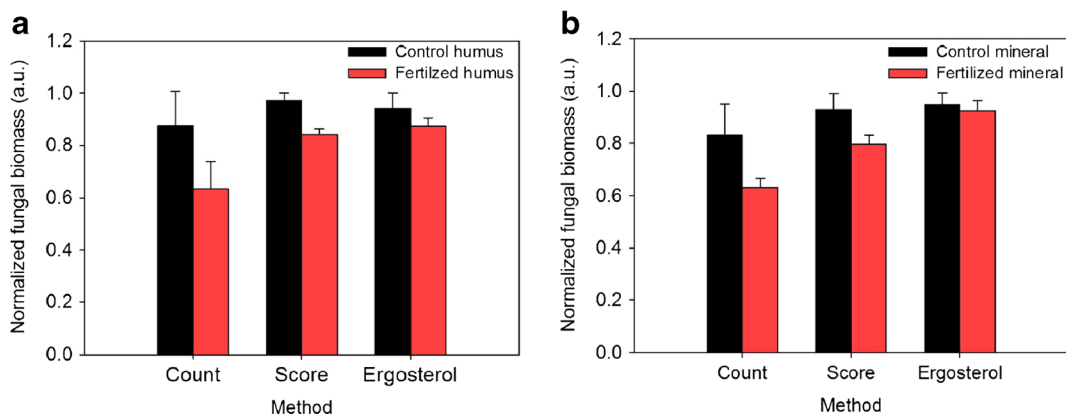 a
Normalized fungal biomass (a.u.)
1.2
1.0
0.8
0.6
0.4
0.2
0.0
Control humus
Fertilzed humus
Count Score Ergosterol
Method
b
Normalized fungal biomass (a.u.)
1.2
1.0
0.8
0.6
0.4
0.2
0.0
Control mineral
Fertilized mineral
Count Score Ergosterol
Method